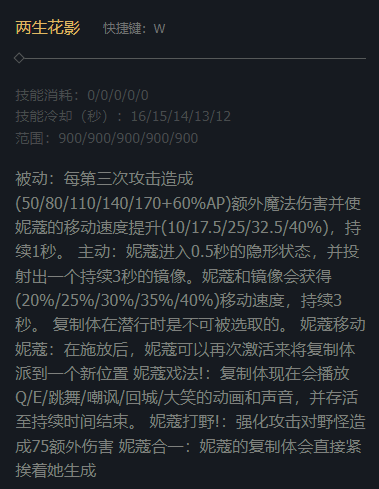 两生花影 快捷键：W
技能消耗：0/0/0/0/0
技能冷却（秒）：16/15/14/13/12
范围：900/900/900/900/900
被动：每第三次攻击造成
(50/80/110/140/170+60%AP)额外魔法伤害并使
妮蔻的移动速度提升(10/17.5/25/32.5/40%)，持
续1秒。 主动：妮蔻进入0.5秒的隐形状态，并投
射出一个持续3秒的镜像。妮蔻和镜像会获得
(20%/25%/30%/35%/40%)移动速度，持续3
秒。 复制体在潜行时是不可被选取的。 妮蔻移动
妮蔻：在施放后，妮蔻可以再次激活来将复制体
派到一个新位置 妮蔻戏法!：复制体现在会播放
Q/E/跳舞/嘲讽/回城/大笑的动画和声音，并存活
至持续时间结束。 妮蔻打野!：强化攻击对野怪造
成75额外伤害 妮蔻合一：妮蔻的复制体会直接紧
挨着她生成